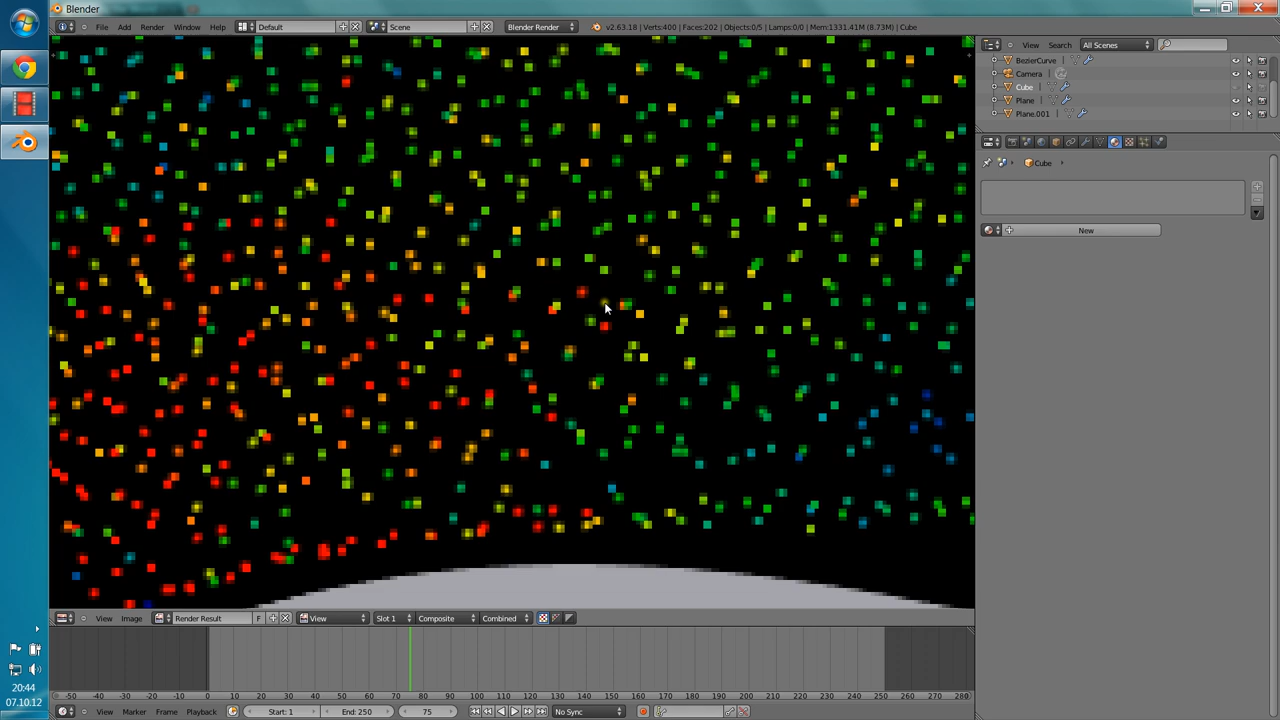 Blender
File Add Render Window Help Default Scene Blender Render v2.63.18 | Verts:400 | Faces:202 | Objects:0/5 | Lamps:0/0 | Mem:1331.41M (8.73M) | Cube
View Search All Scenes
BezierCurve
Camera
Cube
Plane
Plane.001
Cube
New
View Image Render Result F View Slot 1 Composite Combined
-50 -40 -30 -20 -10 0 10 20 30 40 50 60 70 80 90 100 110 120 130 140 150 160 170 180 190 200 210 220 230 240 250 260 270 280
View Marker Frame Playback Start: 1 End: 250 75 No Sync
20:44
07.10.12